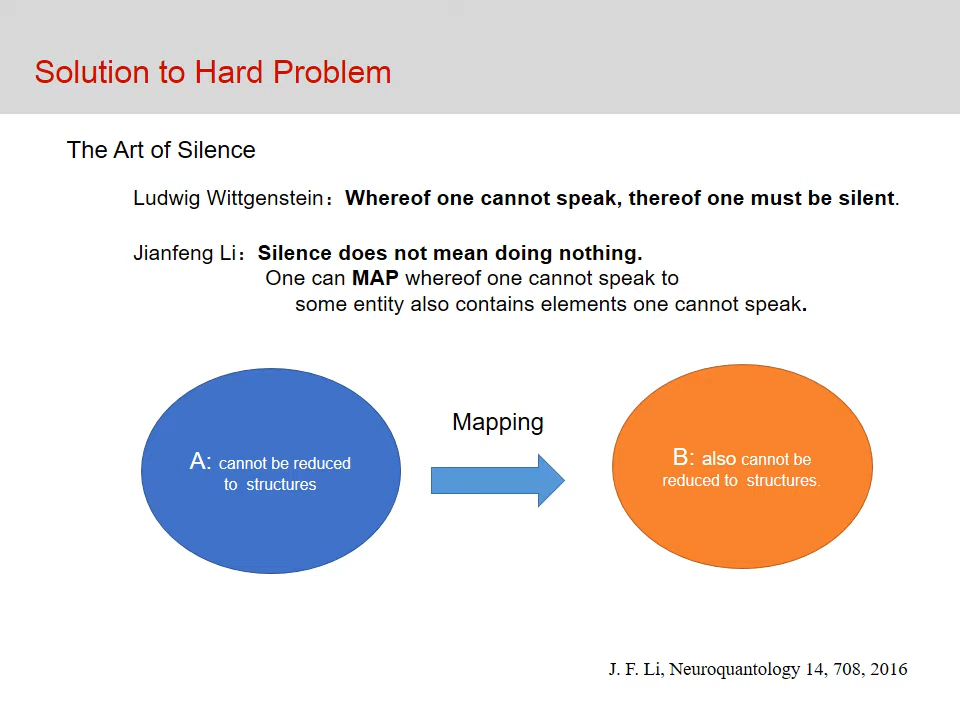 Solution to Hard Problem
The Art of Silence
Ludwig Wittgenstein：Whereof one cannot speak, thereof one must be silent.
Jianfeng Li：Silence does not mean doing nothing.
One can MAP whereof one cannot speak to
some entity also contains elements one cannot speak.
Mapping
A: cannot be reduced
to structures
B: also cannot be
reduced to structures.
J. F. Li, Neuroquantology 14, 708, 2016